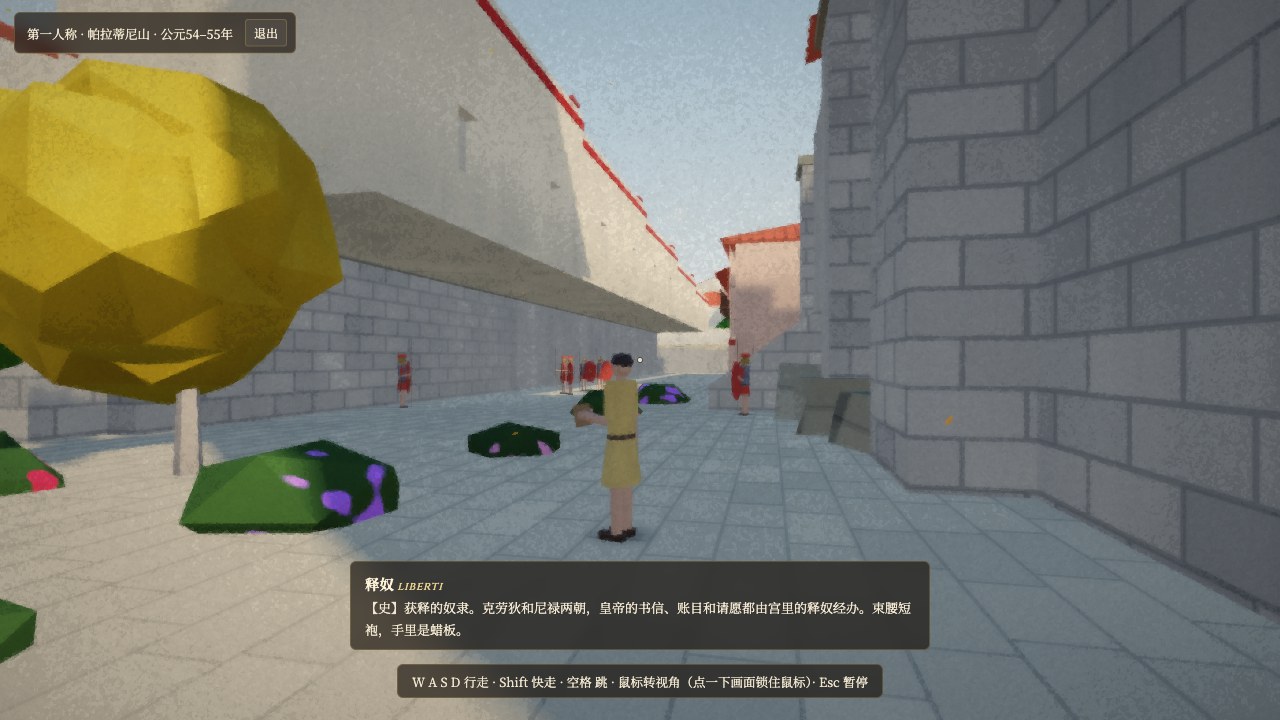 第一人称 · 帕拉蒂尼山 · 公元54–55年 退出
释奴 LIBERTI
【史】获释的奴隶。克劳狄和尼禄两朝，皇帝的书信、账目和请愿都由宫里的释奴经办。束腰短
袍，手里是蜡板。
W A S D 行走 · Shift 快走 · 空格 跳 · 鼠标转视角（点一下画面锁住鼠标）· Esc 暂停